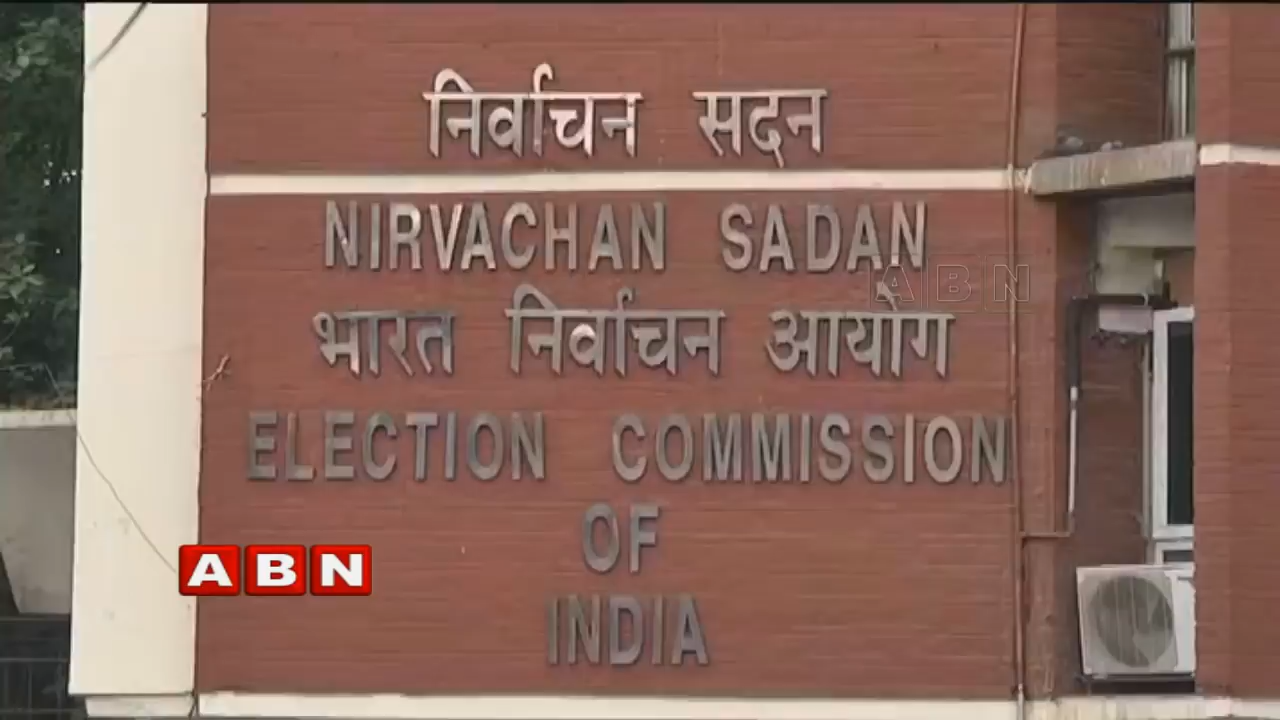 निर्वाचन सदन
NIRVACHAN SADAN
ABN
भारत निर्वाचन आयोग
ELECTION COMMISSION
OF
ABN
INDIA